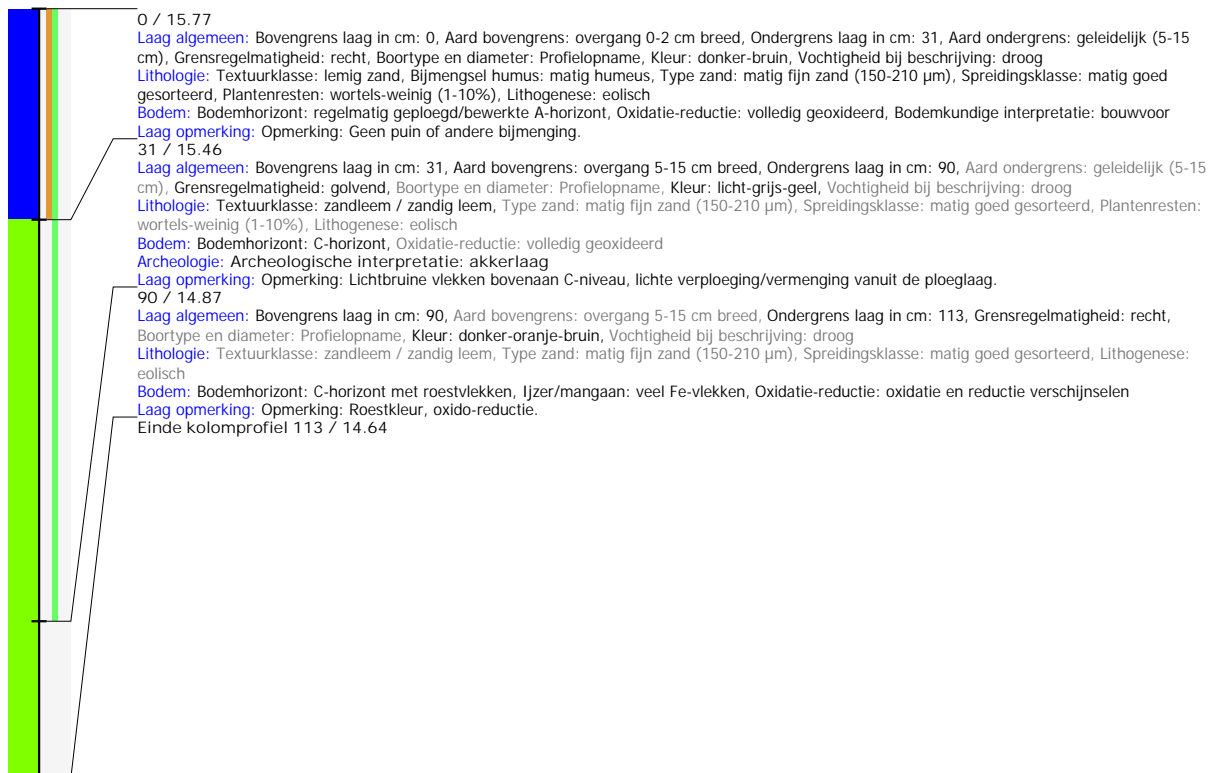 0 / 15.77
Laag algemeen: Bovengrens laag in cm: 0, Aard bovengrens: overgang 0-2 cm breed, Ondergrens laag in cm: 31, Aard ondergrens: geleidelijk (5-15
cm), Grensregelmatigheid: recht, Boortype en diameter: Profielopname, Kleur: donker-bruin, Vochtigheid bij beschrijving: droog
Lithologie: Textuurklasse: lemig zand, Bijmengsel humus: matig humeus, Type zand: matig fijn zand (150-210 µm), Spreidingsklasse: matig goed
gesorteerd, Plantenresten: wortels-weinig (1-10%), Lithogenese: eolisch
Bodem: Bodemhorizont: regelmatig geploegd/bewerkte A-horizont, Oxidatie-reductie: volledig geoxideerd, Bodemkundige interpretatie: bouwvoor
Laag opmerking: Opmerking: Geen puin of andere bijmenging.
31 / 15.46
Laag algemeen: Bovengrens laag in cm: 31, Aard bovengrens: overgang 5-15 cm breed, Ondergrens laag in cm: 90, Aard ondergrens: geleidelijk (5-15
cm), Grensregelmatigheid: golvend, Boortype en diameter: Profielopname, Kleur: licht-grijs-geel, Vochtigheid bij beschrijving: droog
Lithologie: Textuurklasse: zandleem / zandig leem, Type zand: matig fijn zand (150-210 µm), Spreidingsklasse: matig goed gesorteerd, Plantenresten:
wortels-weinig (1-10%), Lithogenese: eolisch
Bodem: Bodemhorizont: C-horizont, Oxidatie-reductie: volledig geoxideerd
Archeologie: Archeologische interpretatie: akkerlaag
Laag opmerking: Opmerking: Lichtbruine vlekken bovenaan C-niveau, lichte verploeging/vermenging vanuit de ploeglaag.
90 / 14.87
Laag algemeen: Bovengrens laag in cm: 90, Aard bovengrens: overgang 5-15 cm breed, Ondergrens laag in cm: 113, Grensregelmatigheid: recht,
Boortype en diameter: Profielopname, Kleur: donker-oranje-bruin, Vochtigheid bij beschrijving: droog
Lithologie: Textuurklasse: zandleem / zandig leem, Type zand: matig fijn zand (150-210 µm), Spreidingsklasse: matig goed gesorteerd, Lithogenese:
eolisch
Bodem: Bodemhorizont: C-horizont met roestvlekken, Ijzer/mangaan: veel Fe-vlekken, Oxidatie-reductie: oxidatie en reductie verschijnselen
Laag opmerking: Opmerking: Roestkleur, oxido-reductie.
Einde kolomprofiel 113 / 14.64